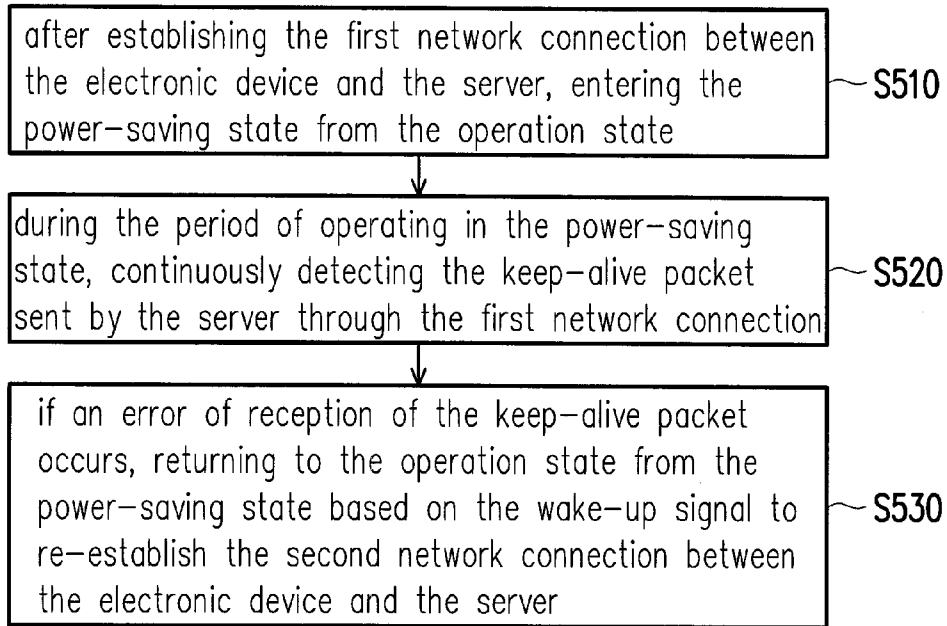 after establishing the first network connection between
the electronic device and the server, entering the
power-saving state from the operation state
S510
during the period of operating in the power-saving
state, continuously detecting the keep-alive packet
sent by the server through the first network connection
S520
if an error of reception of the keep-alive packet
occurs, returning to the operation state from the
power-saving state based on the wake-up signal to
re-establish the second network connection between
the electronic device and the server
S530